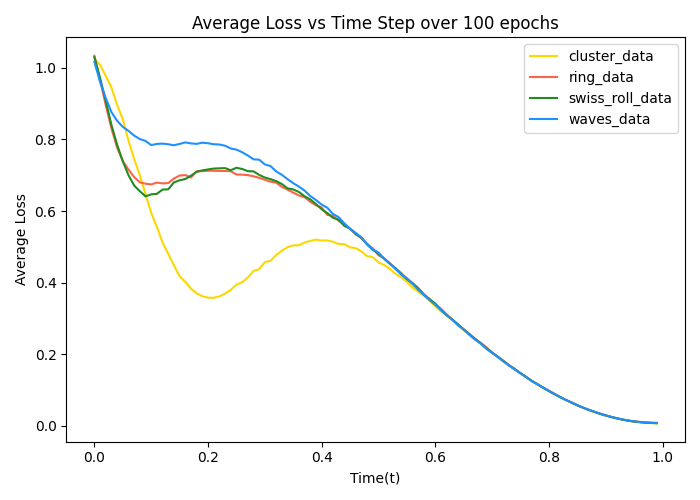 Average Loss vs Time Step over 100 epochs
cluster_data
ring_data
swiss_roll_data
waves_data
Average Loss
1.0
0.8
0.6
0.4
0.2
0.0
0.0 0.2 0.4 0.6 0.8 1.0
Time(t)